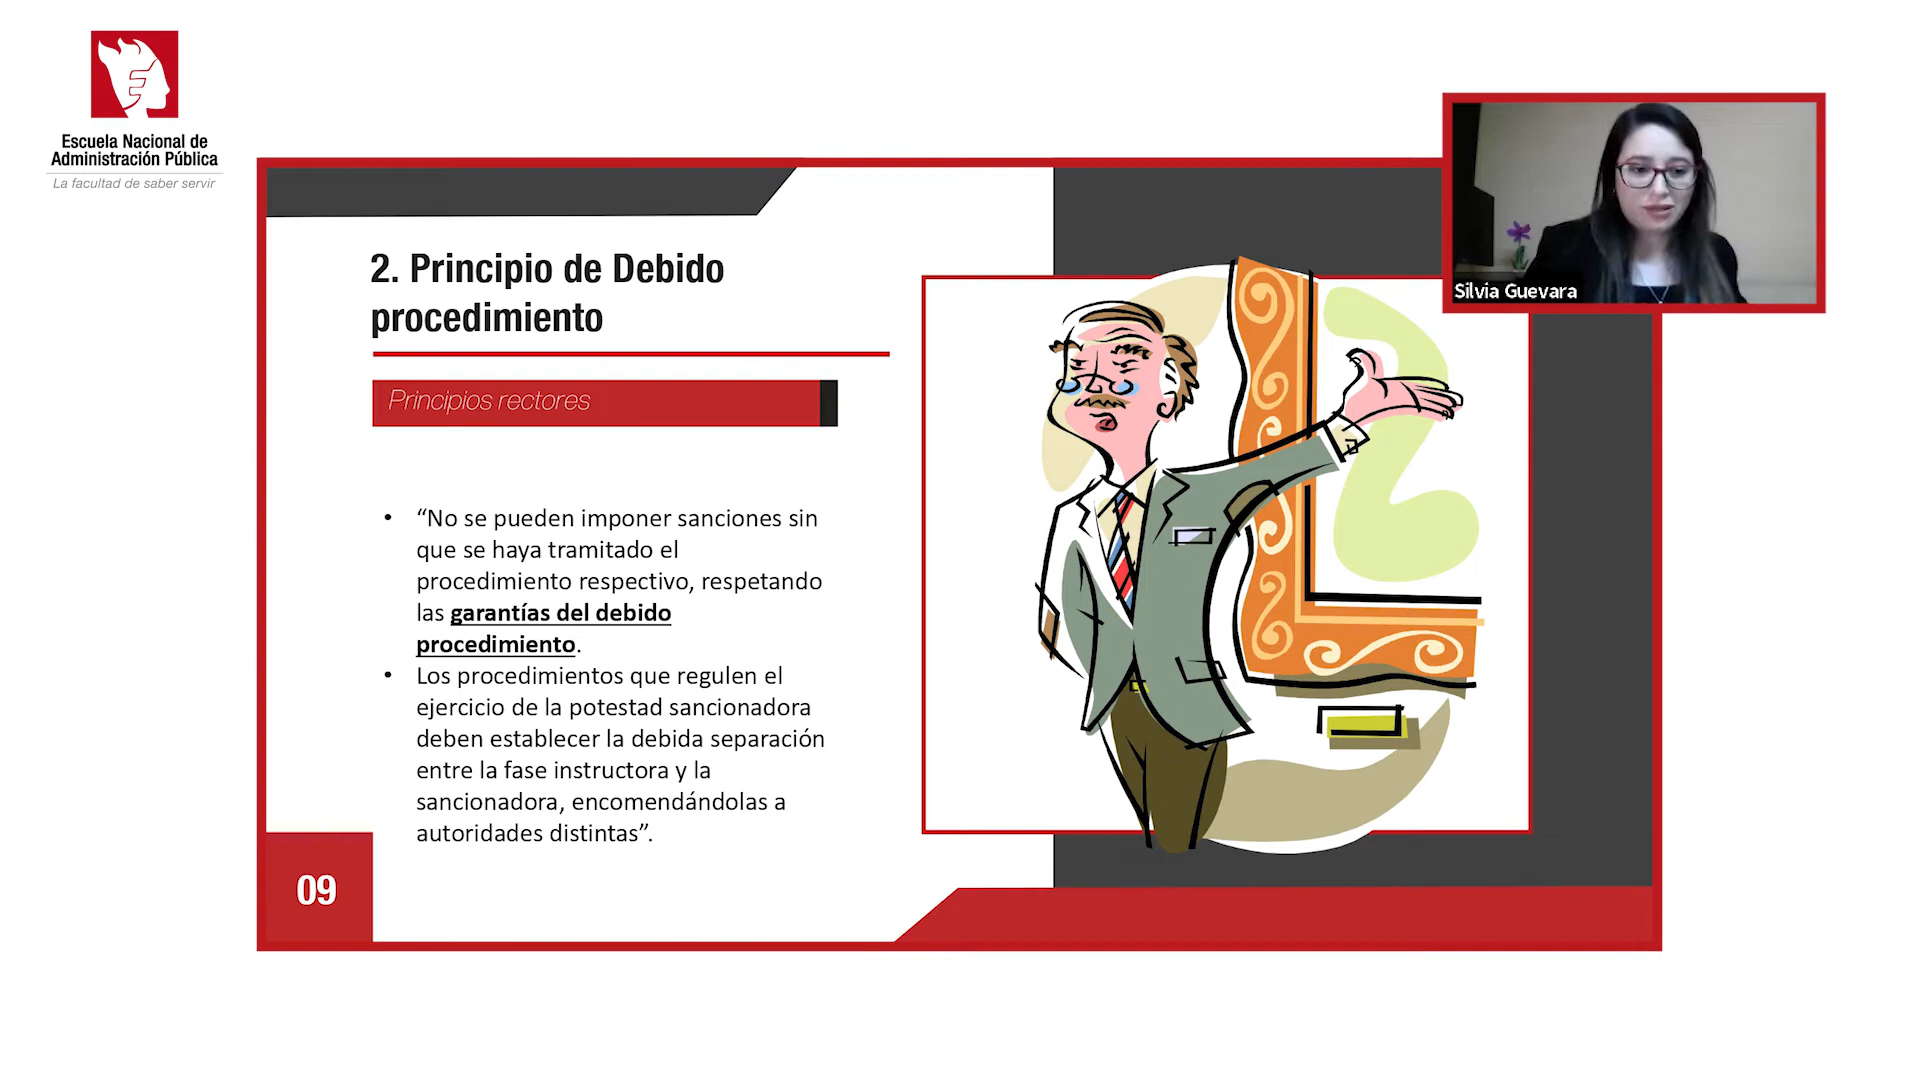 Escuela Nacional de
Administración Pública
La facultad de saber servir
Silvia Guevara
2. Principio de Debido
procedimiento
Principios rectores
• “No se pueden imponer sanciones sin
que se haya tramitado el
procedimiento respectivo, respetando
las garantías del debido
procedimiento.
• Los procedimientos que regulen el
ejercicio de la potestad sancionadora
deben establecer la debida separación
entre la fase instructora y la
sancionadora, encomendándolas a
autoridades distintas”.
09